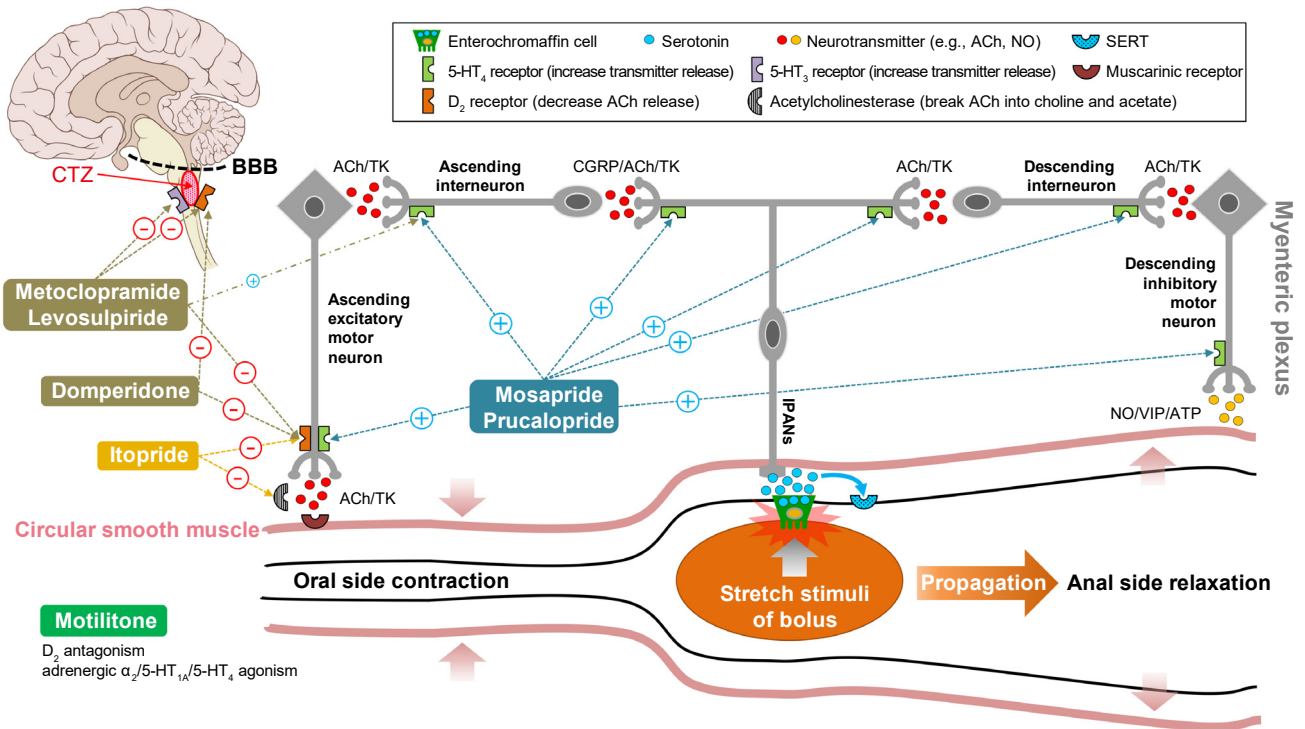 Enterochromaffin cell
Serotonin
Neurotransmitter (e.g., ACh, NO)
SERT
5-HT4 receptor (increase transmitter release)
5-HT3 receptor (increase transmitter release)
Muscarinic receptor
D2 receptor (decrease ACh release)
Acetylcholinesterase (break ACh into choline and acetate)
BBB
CTZ
ACh/TK
Ascending
interneuron
CGRP/ACh/TK
ACh/TK
Descending
interneuron
ACh/TK
Myenteric plexus
Metoclopramide
Levosulpiride
Ascending
excitatory
motor
neuron
Descending
inhibitory
motor
neuron
Domperidone
Mosapride
Prucalopride
IPANs
NO/VIP/ATP
Itopride
ACh/TK
Circular smooth muscle
Oral side contraction
Stretch stimuli
of bolus
Propagation
Anal side relaxation
Motilitone
D2 antagonism
adrenergic α2/5-HT1A/5-HT4 agonism